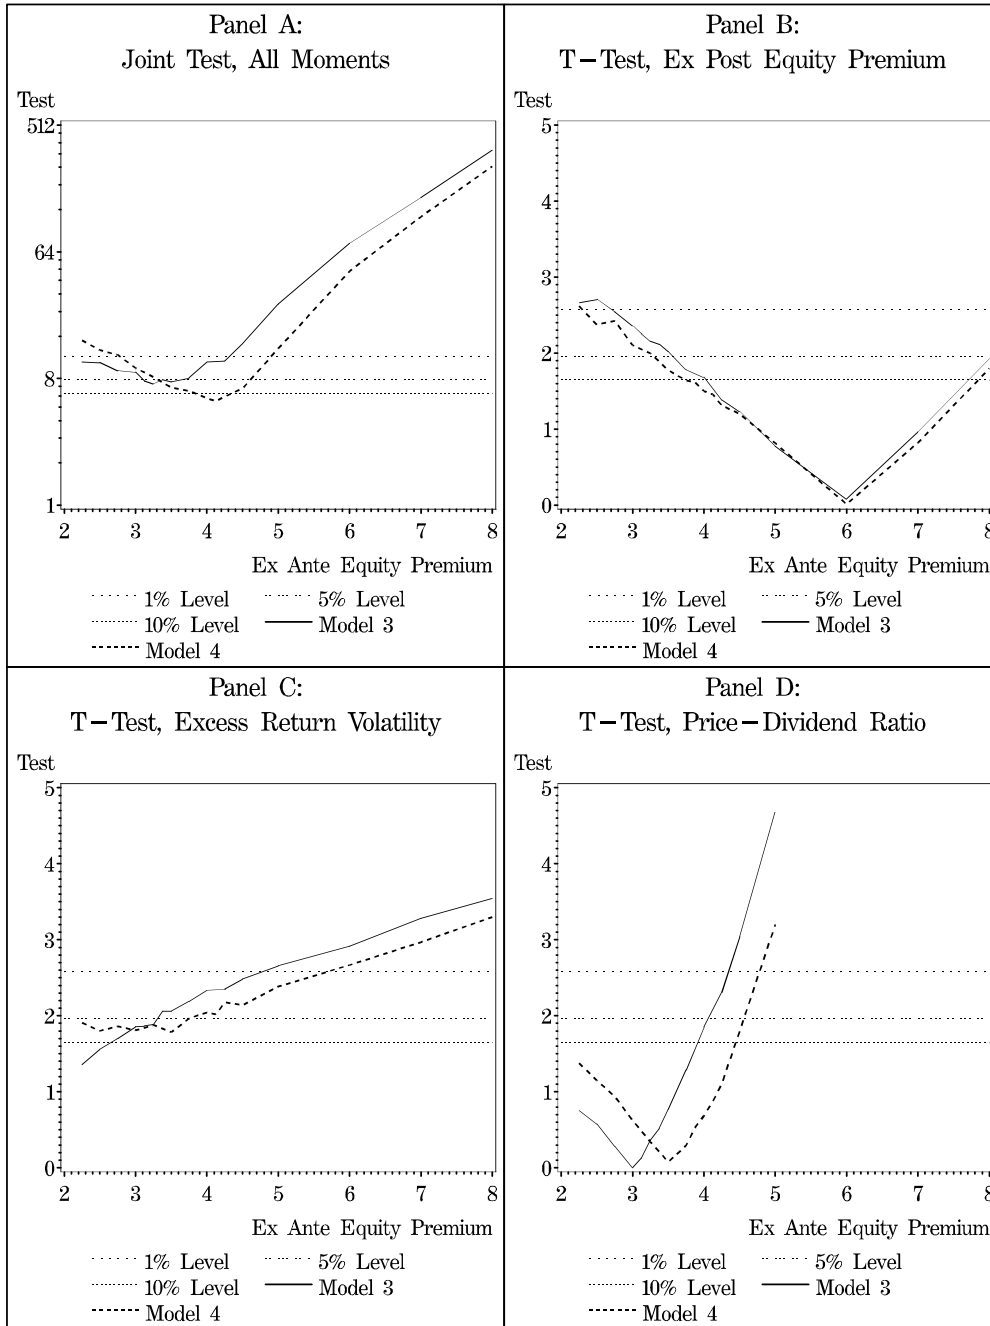 Panel A:
Joint Test, All Moments
Test
512
64
8
1
2 3 4 5 6 7 8
Ex Ante Equity Premium
1% Level 5% Level
10% Level Model 3
Model 4
Panel B:
T-Test, Ex Post Equity Premium
Test
5
4
3
2
1
0
2 3 4 5 6 7 8
Ex Ante Equity Premium
1% Level 5% Level
10% Level Model 3
Model 4
Panel C:
T-Test, Excess Return Volatility
Test
5
4
3
2
1
0
2 3 4 5 6 7 8
Ex Ante Equity Premium
1% Level 5% Level
10% Level Model 3
Model 4
Panel D:
T-Test, Price-Dividend Ratio
Test
5
4
3
2
1
0
2 3 4 5 6 7 8
Ex Ante Equity Premium
1% Level 5% Level
10% Level Model 3
Model 4